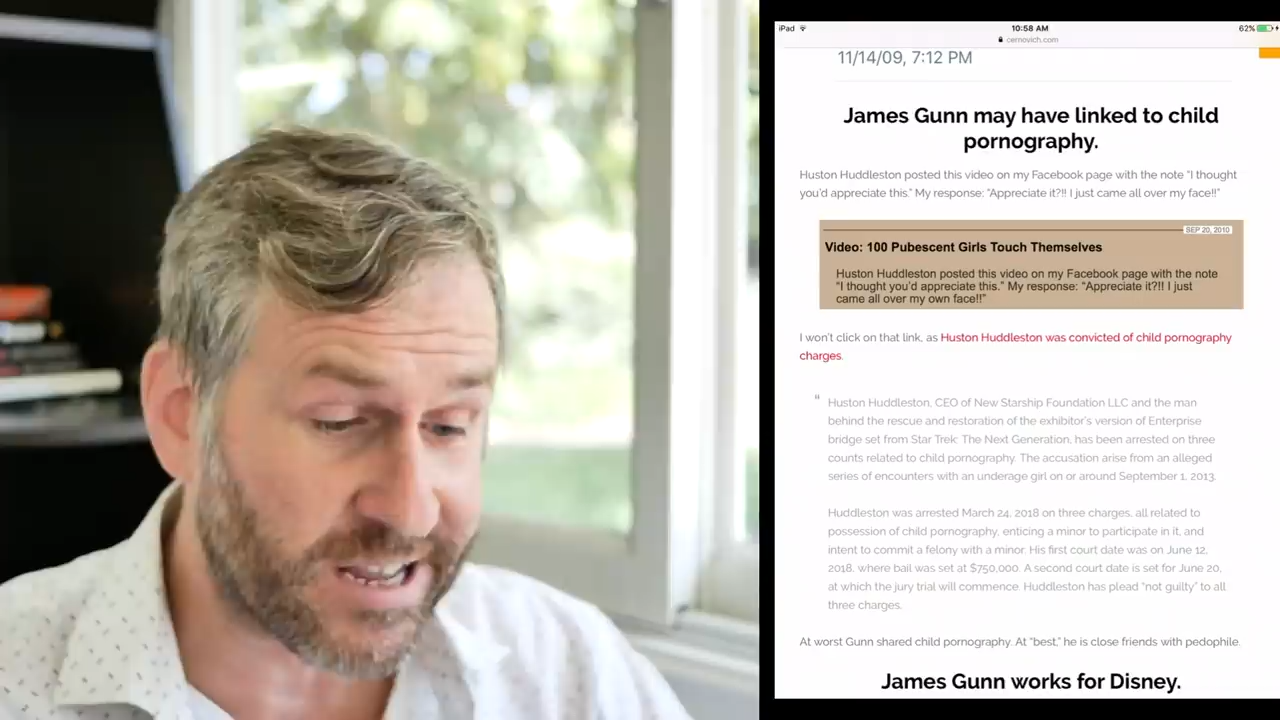 iPad
10:58 AM
62%
cernovich.com
11/14/09, 7:12 PM
James Gunn may have linked to child
pornography.
Huston Huddleston posted this video on my Facebook page with the note "I thought
you'd appreciate this." My response: "Appreciate it?!! I just came all over my face!!"
SEP 20, 2010
Video: 100 Pubescent Girls Touch Themselves
Huston Huddleston posted this video on my Facebook page with the note
"I thought you'd appreciate this." My response: "Appreciate it?!! I just
came all over my own face!!"
I won't click on that link, as Huston Huddleston was convicted of child pornography
charges.
" Huston Huddleston, CEO of New Starship Foundation LLC and the man
behind the rescue and restoration of the exhibitor's version of Enterprise
bridge set from Star Trek: The Next Generation, has been arrested on three
counts related to child pornography. The accusation arise from an alleged
series of encounters with an underage girl on or around September 1, 2013.
Huddleston was arrested March 24, 2018 on three charges, all related to
possession of child pornography, enticing a minor to participate in it, and
intent to commit a felony with a minor. His first court date was on June 12,
2018, where bail was set at $750,000. A second court date is set for June 20,
at which the jury trial will commence. Huddleston has plead "not guilty" to all
three charges.
At worst Gunn shared child pornography. At "best," he is close friends with pedophile.
James Gunn works for Disney.